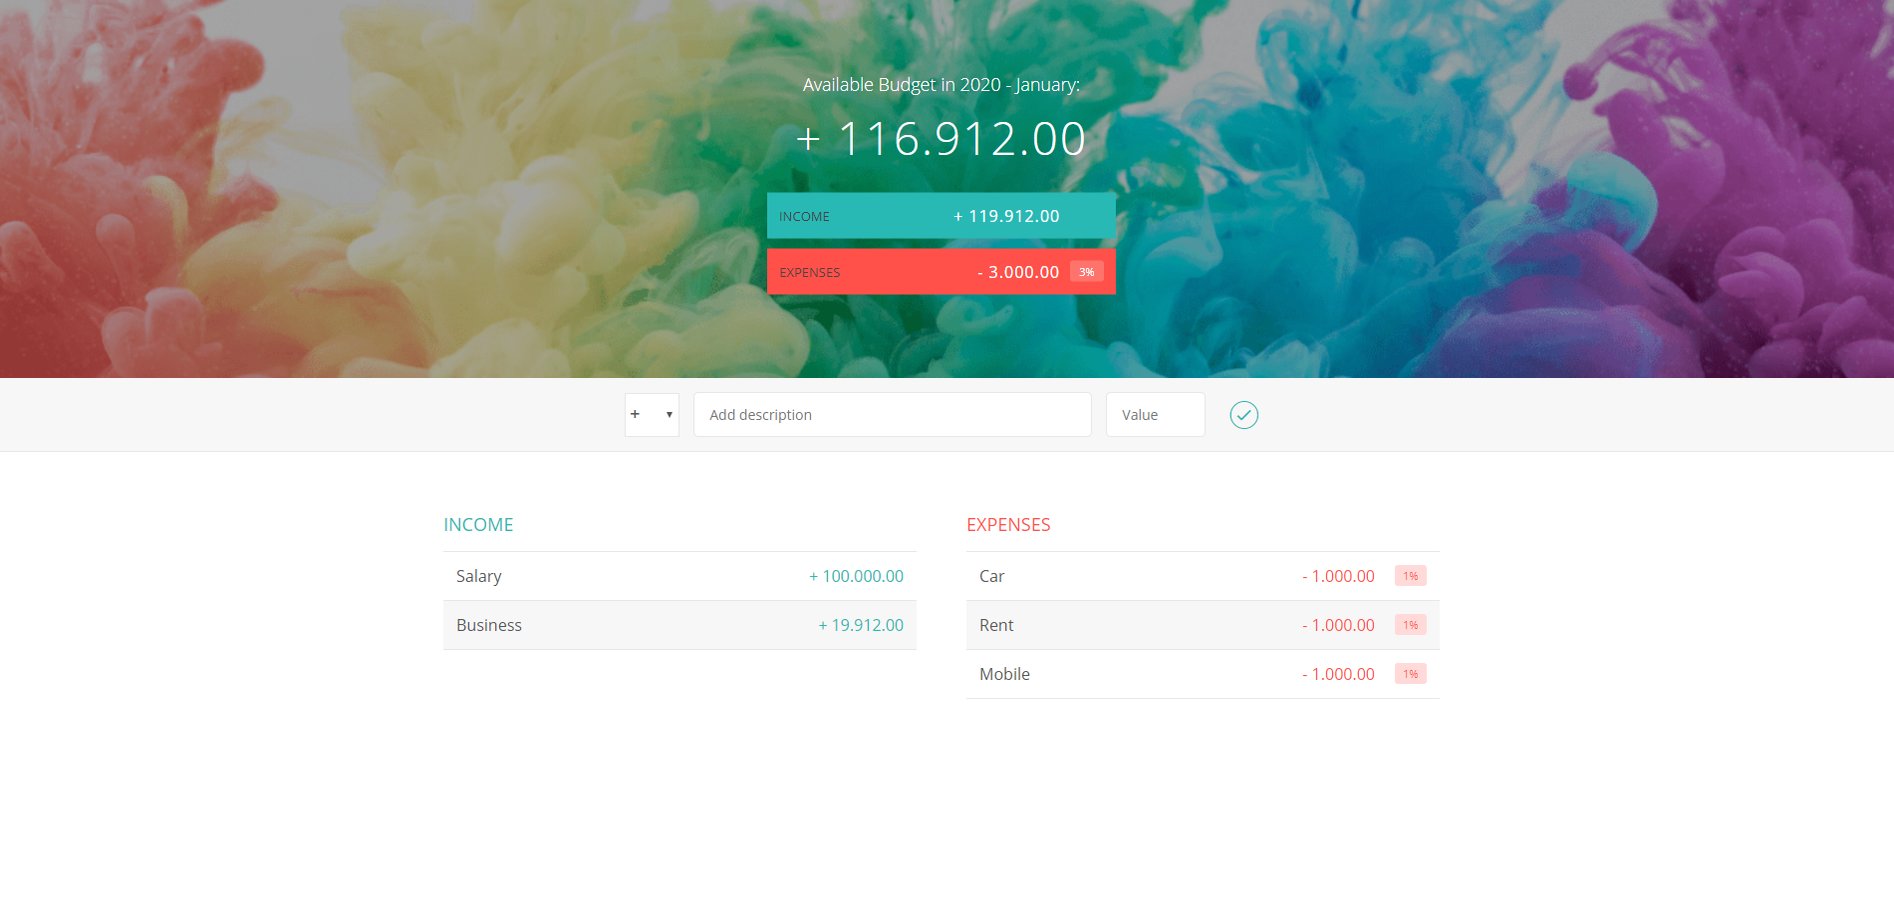 Available Budget in 2020 - January:
+ 116.912.00
INCOME + 119.912.00
EXPENSES - 3.000.00 3%
+ Add description Value
INCOME
Salary + 100.000.00
Business + 19.912.00
EXPENSES
Car - 1.000.00 1%
Rent - 1.000.00 1%
Mobile - 1.000.00 1%